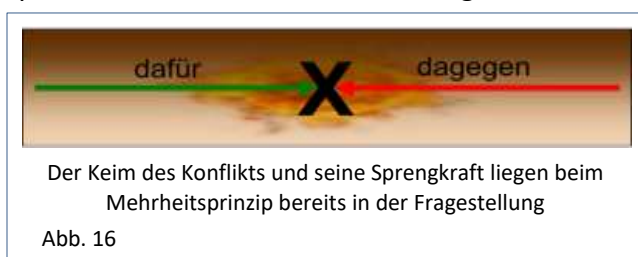 dafür X dagegen
Der Keim des Konflikts und seine Sprengkraft liegen beim
Mehrheitsprinzip bereits in der Fragestellung
Abb. 16